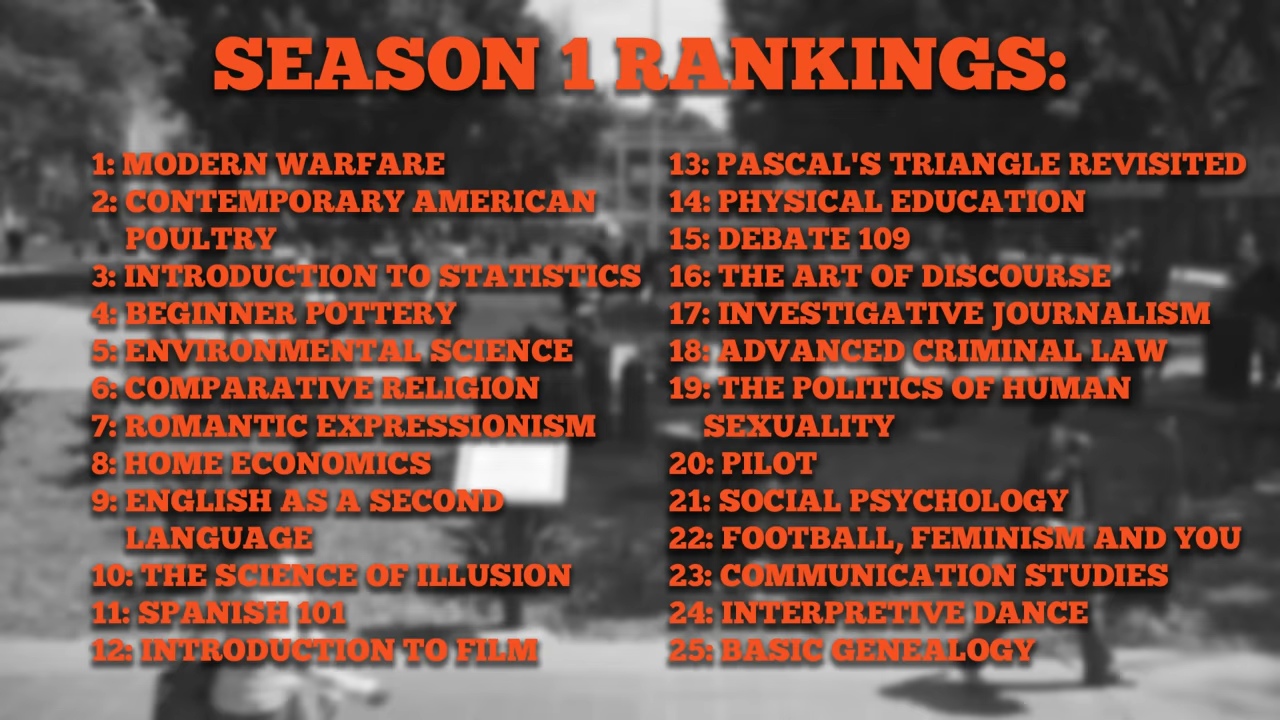 SEASON 1 RANKINGS:
1: MODERN WARFARE
2: CONTEMPORARY AMERICAN
POULTRY
3: INTRODUCTION TO STATISTICS
4: BEGINNER POTTERY
5: ENVIRONMENTAL SCIENCE
6: COMPARATIVE RELIGION
7: ROMANTIC EXPRESSIONISM
8: HOME ECONOMICS
9: ENGLISH AS A SECOND
LANGUAGE
10: THE SCIENCE OF ILLUSION
11: SPANISH 101
12: INTRODUCTION TO FILM
13: PASCAL'S TRIANGLE REVISITED
14: PHYSICAL EDUCATION
15: DEBATE 109
16: THE ART OF DISCOURSE
17: INVESTIGATIVE JOURNALISM
18: ADVANCED CRIMINAL LAW
19: THE POLITICS OF HUMAN
SEXUALITY
20: PILOT
21: SOCIAL PSYCHOLOGY
22: FOOTBALL, FEMINISM AND YOU
23: COMMUNICATION STUDIES
24: INTERPRETIVE DANCE
25: BASIC GENEALOGY